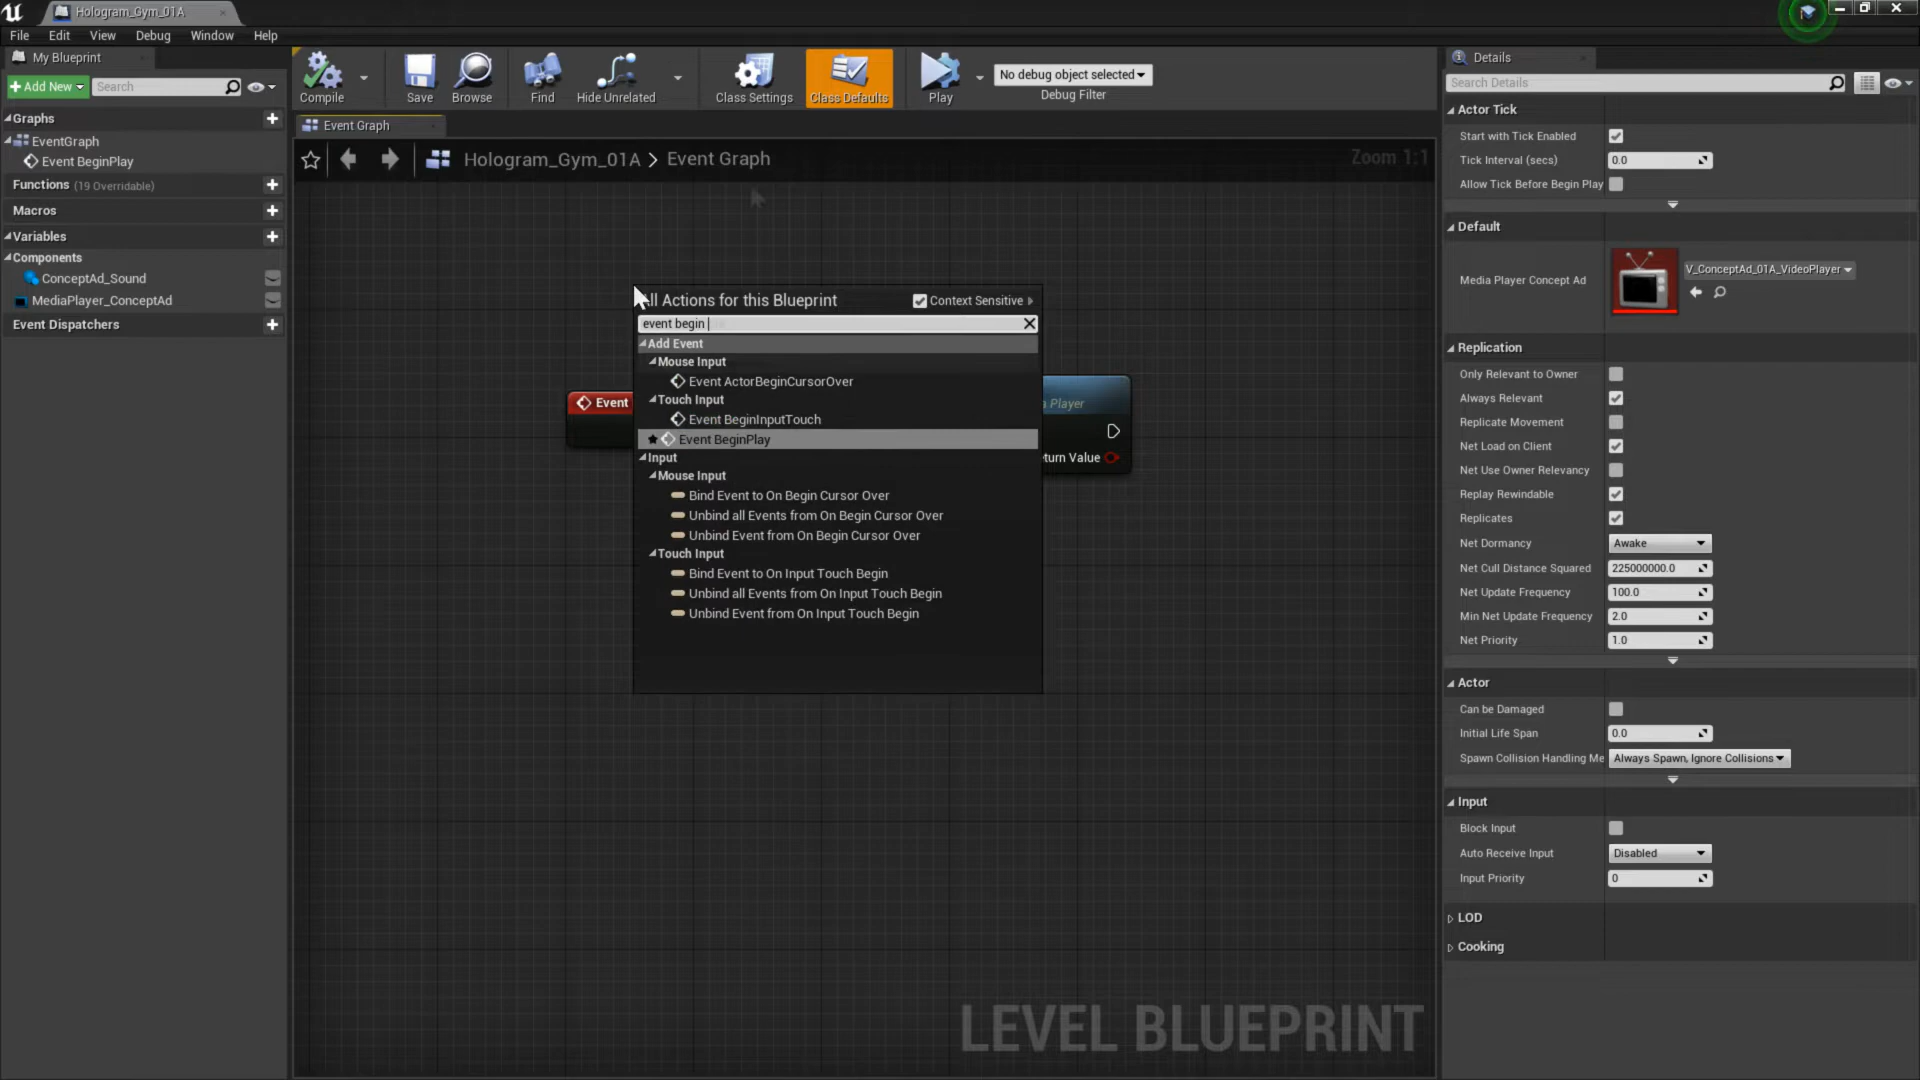 Hologram_Gym_01A
File Edit View Debug Window Help
My Blueprint
Add New
Search
Graphs
EventGraph
Event BeginPlay
Functions (19 Overridable)
Macros
Variables
Components
ConceptAd_Sound
MediaPlayer_ConceptAd
Event Dispatchers
Compile
Save
Browse
Find
Hide Unrelated
Class Settings
Class Defaults
Play
No debug object selected
Debug Filter
Event Graph
Hologram_Gym_01A > Event Graph
Zoom 1:1
ll Actions for this Blueprint
Context Sensitive
event begin
Add Event
Mouse Input
Event ActorBeginCursorOver
Touch Input
Event BeginInputTouch
Event BeginPlay
Input
Mouse Input
Bind Event to On Begin Cursor Over
Unbind all Events from On Begin Cursor Over
Unbind Event from On Begin Cursor Over
Touch Input
Bind Event to On Input Touch Begin
Unbind all Events from On Input Touch Begin
Unbind Event from On Input Touch Begin
Event
a Player
turn Value
LEVEL BLUEPRINT
Details
Search Details
Actor Tick
Start with Tick Enabled
Tick Interval (secs) 0.0
Allow Tick Before Begin Play
Default
Media Player Concept Ad
V_ConceptAd_01A_VideoPlayer
Replication
Only Relevant to Owner
Always Relevant
Replicate Movement
Net Load on Client
Net Use Owner Relevancy
Replay Rewindable
Replicates
Net Dormancy Awake
Net Cull Distance Squared 225000000.0
Net Update Frequency 100.0
Min Net Update Frequency 2.0
Net Priority 1.0
Actor
Can be Damaged
Initial Life Span 0.0
Spawn Collision Handling Me Always Spawn, Ignore Collisions
Input
Block Input
Auto Receive Input Disabled
Input Priority 0
LOD
Cooking